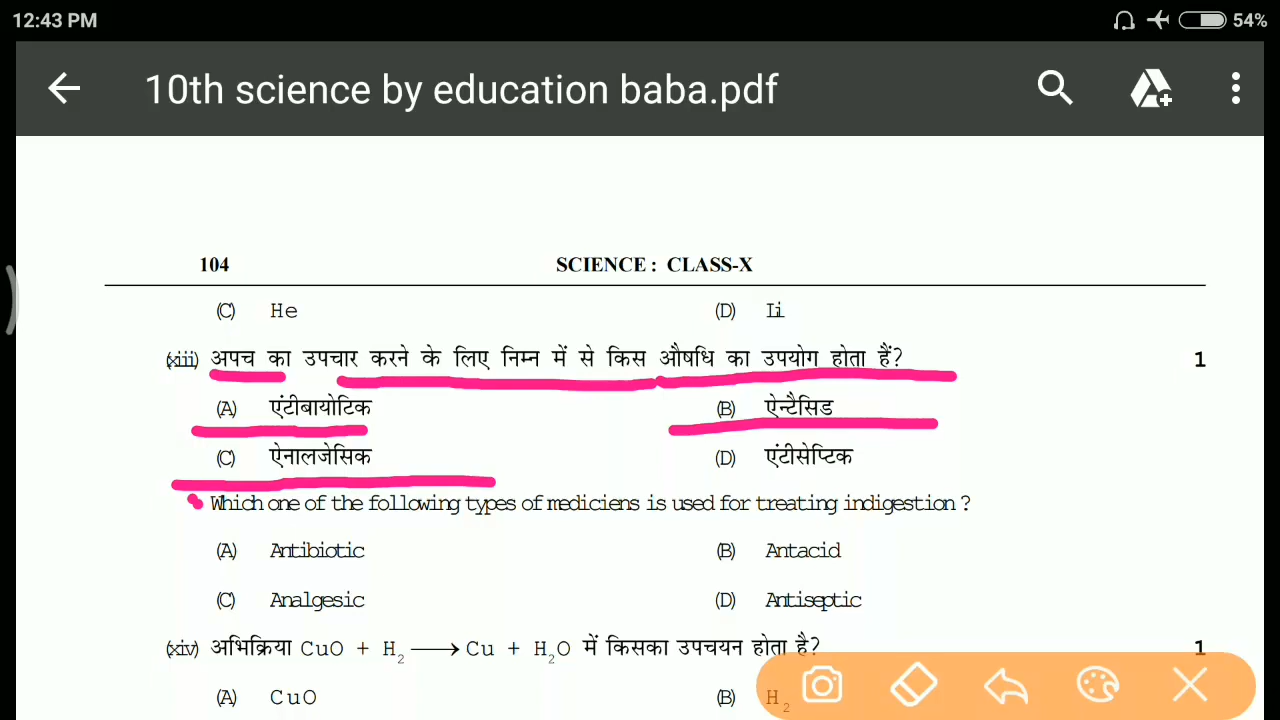 12:43 PM 54%
10th science by education baba.pdf
104 SCIENCE : CLASS-X
(C) He (D) Li
(xiii) अपच का उपचार करने के लिए निम्न में से किस औषधि का उपयोग होता हैं? 1
(A) एंटीबायोटिक (B) ऐन्टैसिड
(C) ऐनालजेसिक (D) एंटीसेप्टिक
Which one of the following types of mediciens is used for treating indigestion ?
(A) Antibiotic (B) Antacid
(C) Analgesic (D) Antiseptic
(xiv) अभिक्रिया CuO + H₂ ⟶ Cu + H₂O में किसका उपचयन होता है? 1
(A) CuO (B) H₂